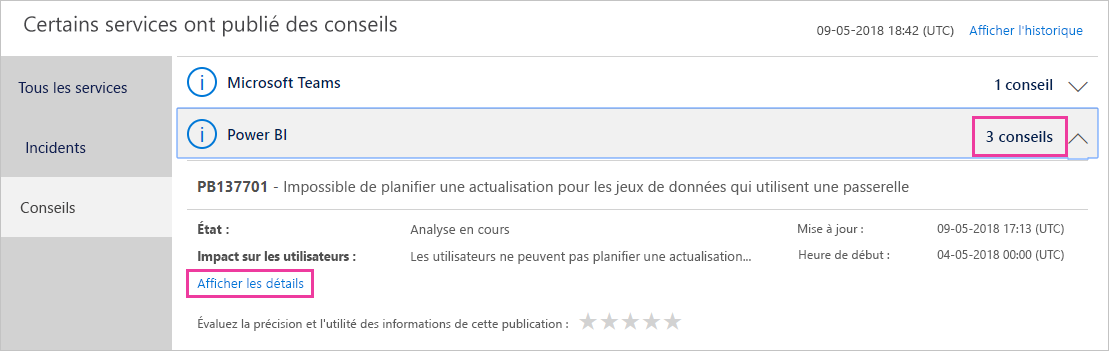 Certains services ont publié des conseils
09-05-2018 18:42 (UTC) Afficher l'historique
Tous les services
Incidents
Conseils
Microsoft Teams 1 conseil
Power BI 3 conseils
PB137701 - Impossible de planifier une actualisation pour les jeux de données qui utilisent une passerelle
État : Analyse en cours Mise à jour : 09-05-2018 17:13 (UTC)
Impact sur les utilisateurs : Les utilisateurs ne peuvent pas planifier une actualisation... Heure de début : 04-05-2018 00:00 (UTC)
Afficher les détails
Évaluez la précision et l'utilité des informations de cette publication :